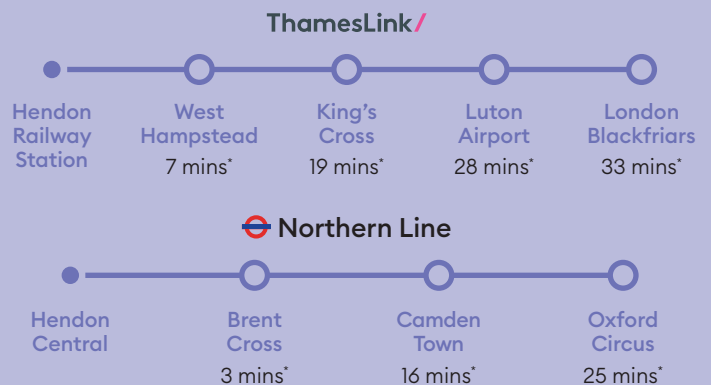 ThamesLink/
Hendon
Railway
Station
West
Hampstead
7 mins*
King's
Cross
19 mins*
Luton
Airport
28 mins*
London
Blackfriars
33 mins*
Northern Line
Hendon
Central
Brent
Cross
3 mins*
Camden
Town
16 mins*
Oxford
Circus
25 mins*